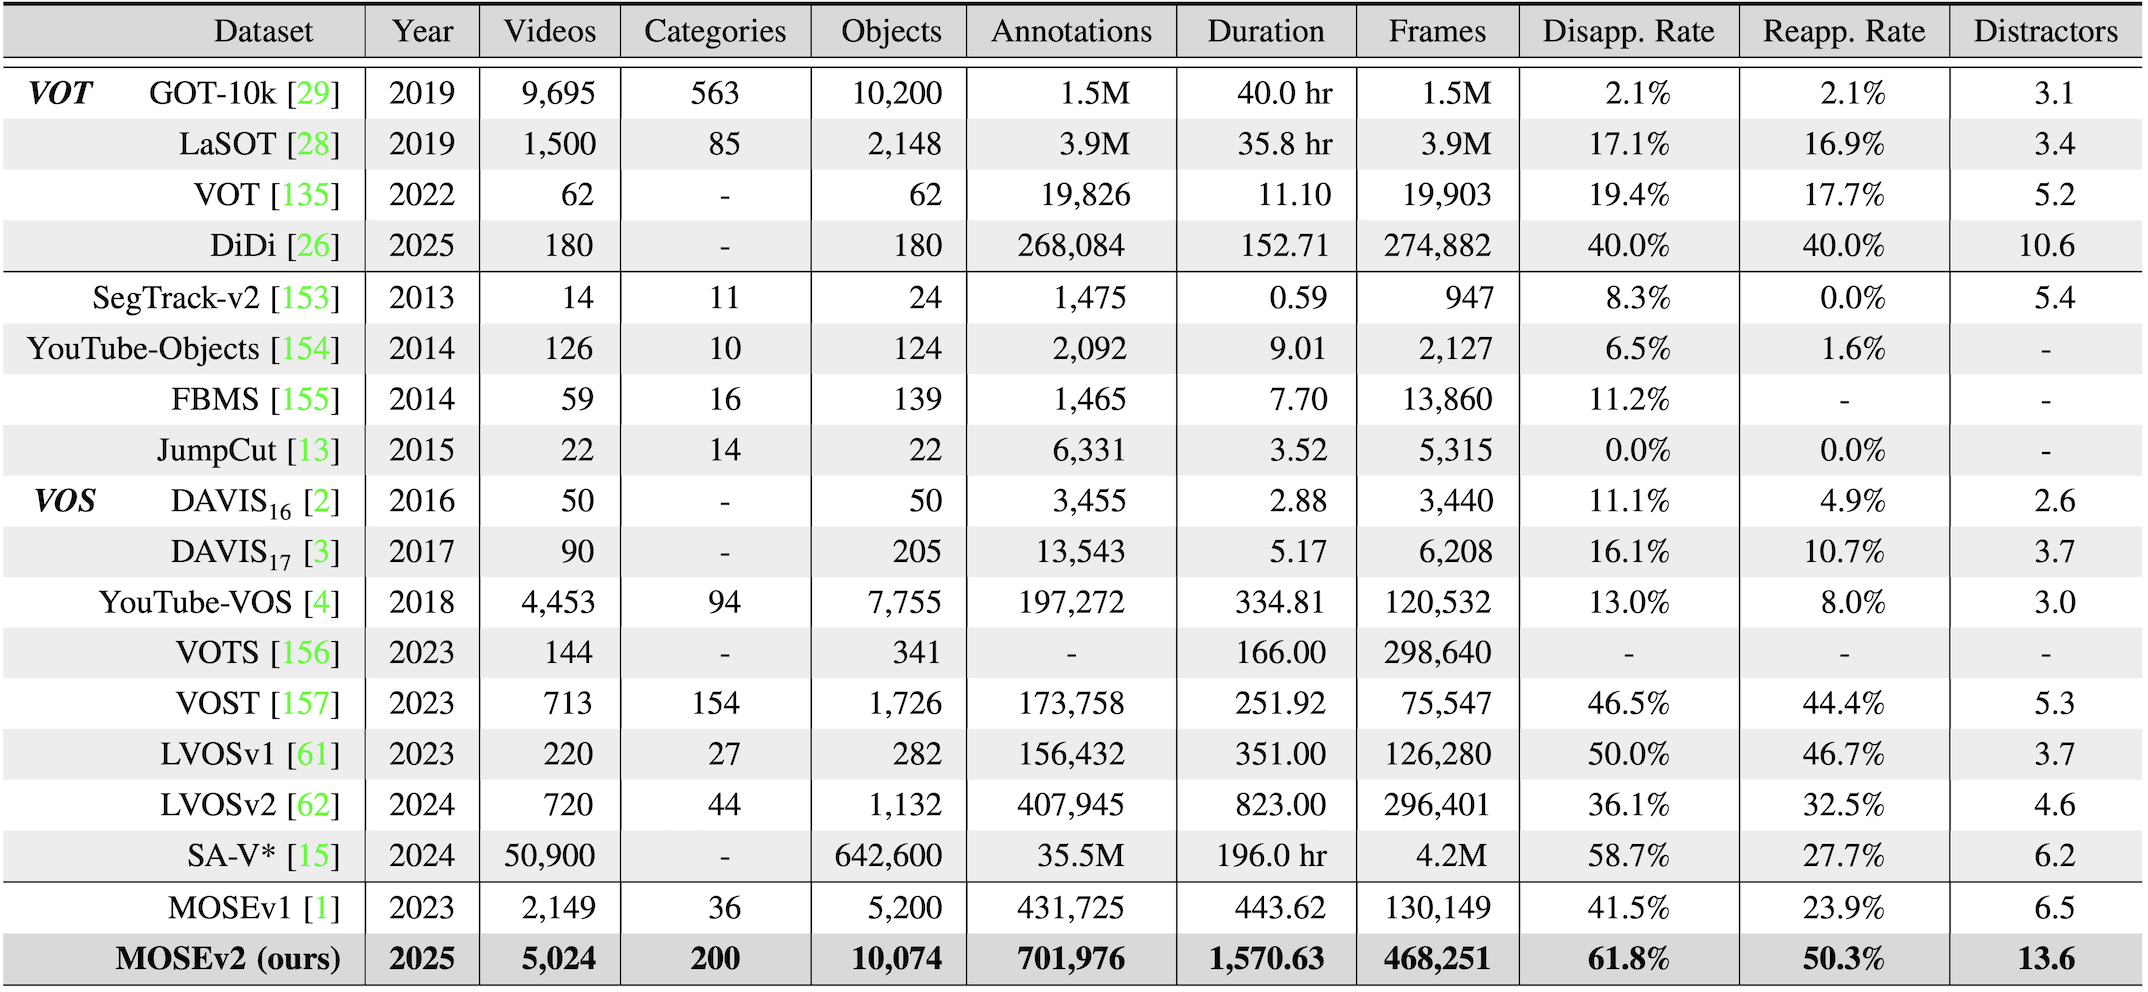 Dataset Year Videos Categories Objects Annotations Duration Frames Disapp. Rate Reapp. Rate Distractors
VOT GOT-10k [29] 2019 9,695 563 10,200 1.5M 40.0 hr 1.5M 2.1% 2.1% 3.1
LaSOT [28] 2019 1,500 85 2,148 3.9M 35.8 hr 3.9M 17.1% 16.9% 3.4
VOT [135] 2022 62 - 62 19,826 11.10 19,903 19.4% 17.7% 5.2
DiDi [26] 2025 180 - 180 268,084 152.71 274,882 40.0% 40.0% 10.6
SegTrack-v2 [153] 2013 14 11 24 1,475 0.59 947 8.3% 0.0% 5.4
YouTube-Objects [154] 2014 126 10 124 2,092 9.01 2,127 6.5% 1.6% -
FBMS [155] 2014 59 16 139 1,465 7.70 13,860 11.2% - -
JumpCut [13] 2015 22 14 22 6,331 3.52 5,315 0.0% 0.0% -
VOS DAVIS16 [2] 2016 50 - 50 3,455 2.88 3,440 11.1% 4.9% 2.6
DAVIS17 [3] 2017 90 - 205 13,543 5.17 6,208 16.1% 10.7% 3.7
YouTube-VOS [4] 2018 4,453 94 7,755 197,272 334.81 120,532 13.0% 8.0% 3.0
VOTS [156] 2023 144 - 341 - 166.00 298,640 - - -
VOST [157] 2023 713 154 1,726 173,758 251.92 75,547 46.5% 44.4% 5.3
LVOSv1 [61] 2023 220 27 282 156,432 351.00 126,280 50.0% 46.7% 3.7
LVOSv2 [62] 2024 720 44 1,132 407,945 823.00 296,401 36.1% 32.5% 4.6
SA-V* [15] 2024 50,900 - 642,600 35.5M 196.0 hr 4.2M 58.7% 27.7% 6.2
MOSEv1 [1] 2023 2,149 36 5,200 431,725 443.62 130,149 41.5% 23.9% 6.5
MOSEv2 (ours) 2025 5,024 200 10,074 701,976 1,570.63 468,251 61.8% 50.3% 13.6